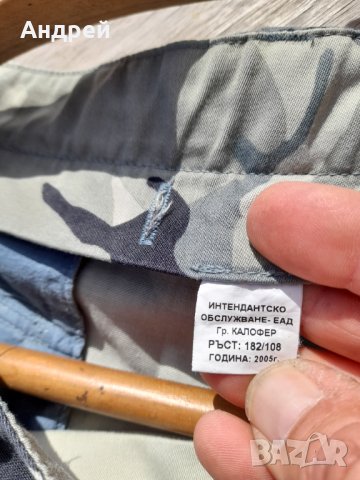 Андрей
ИНТЕНДАНТСКО
ОБСЛУЖВАНЕ- ЕАД
Гр. КАЛОФЕР
РЪСТ: 182/108
ГОДИНА: 2005г.
BAZAR